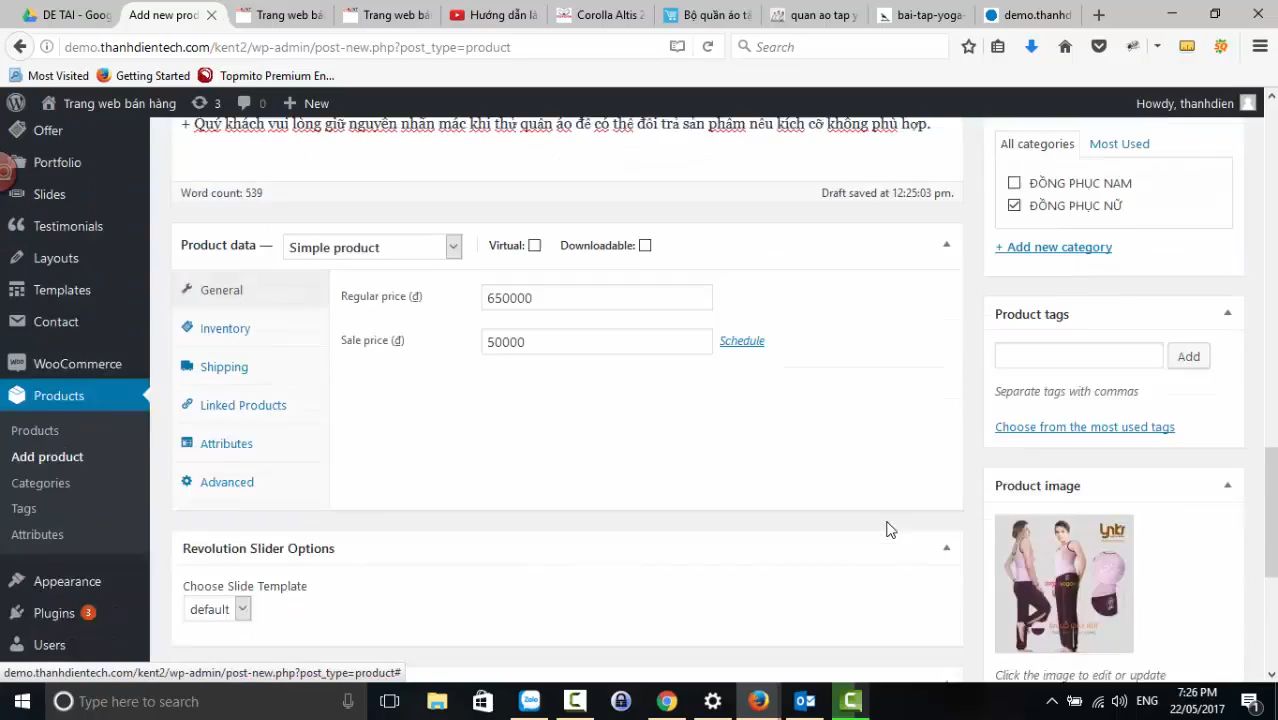 DE TAI - Goog
Add new prod
Trang web bán
Trang web bán
Hướng dẫn là
Corolla Altis 2
Bộ quần áo tậ
quan ao tap y
bai-tap-yoga-
demo.thanhd
demo.thanhdientech.com/kent2/wp-admin/post-new.php?post_type=product
Search
Most Visited
Getting Started
Topmito Premium En...
Trang web bán hàng
3
0
New
Howdy, thanhdien
Offer
Portfolio
Slides
Testimonials
Layouts
Templates
Contact
WooCommerce
Products
Products
Add product
Categories
Tags
Attributes
Appearance
Plugins 3
Users
+ Quý khách vui lòng giữ nguyên nhãn mác khi thử quần áo để có thể đổi trả sản phẩm nếu kích cỡ không phù hợp.
Word count: 539
Draft saved at 12:25:03 pm.
Product data —
Simple product
Virtual:
Downloadable:
General
Inventory
Shipping
Linked Products
Attributes
Advanced
Regular price (đ)
650000
Sale price (đ)
50000
Schedule
Revolution Slider Options
Choose Slide Template
default
All categories
Most Used
ĐỒNG PHỤC NAM
ĐỒNG PHỤC NỮ
+ Add new category
Product tags
Add
Separate tags with commas
Choose from the most used tags
Product image
Click the image to edit or update
demo.thanhdientech.com/kent2/wp-admin/post-new.php?post_type=product#
Type here to search
Zalo
ENG
7:26 PM
22/05/2017
1